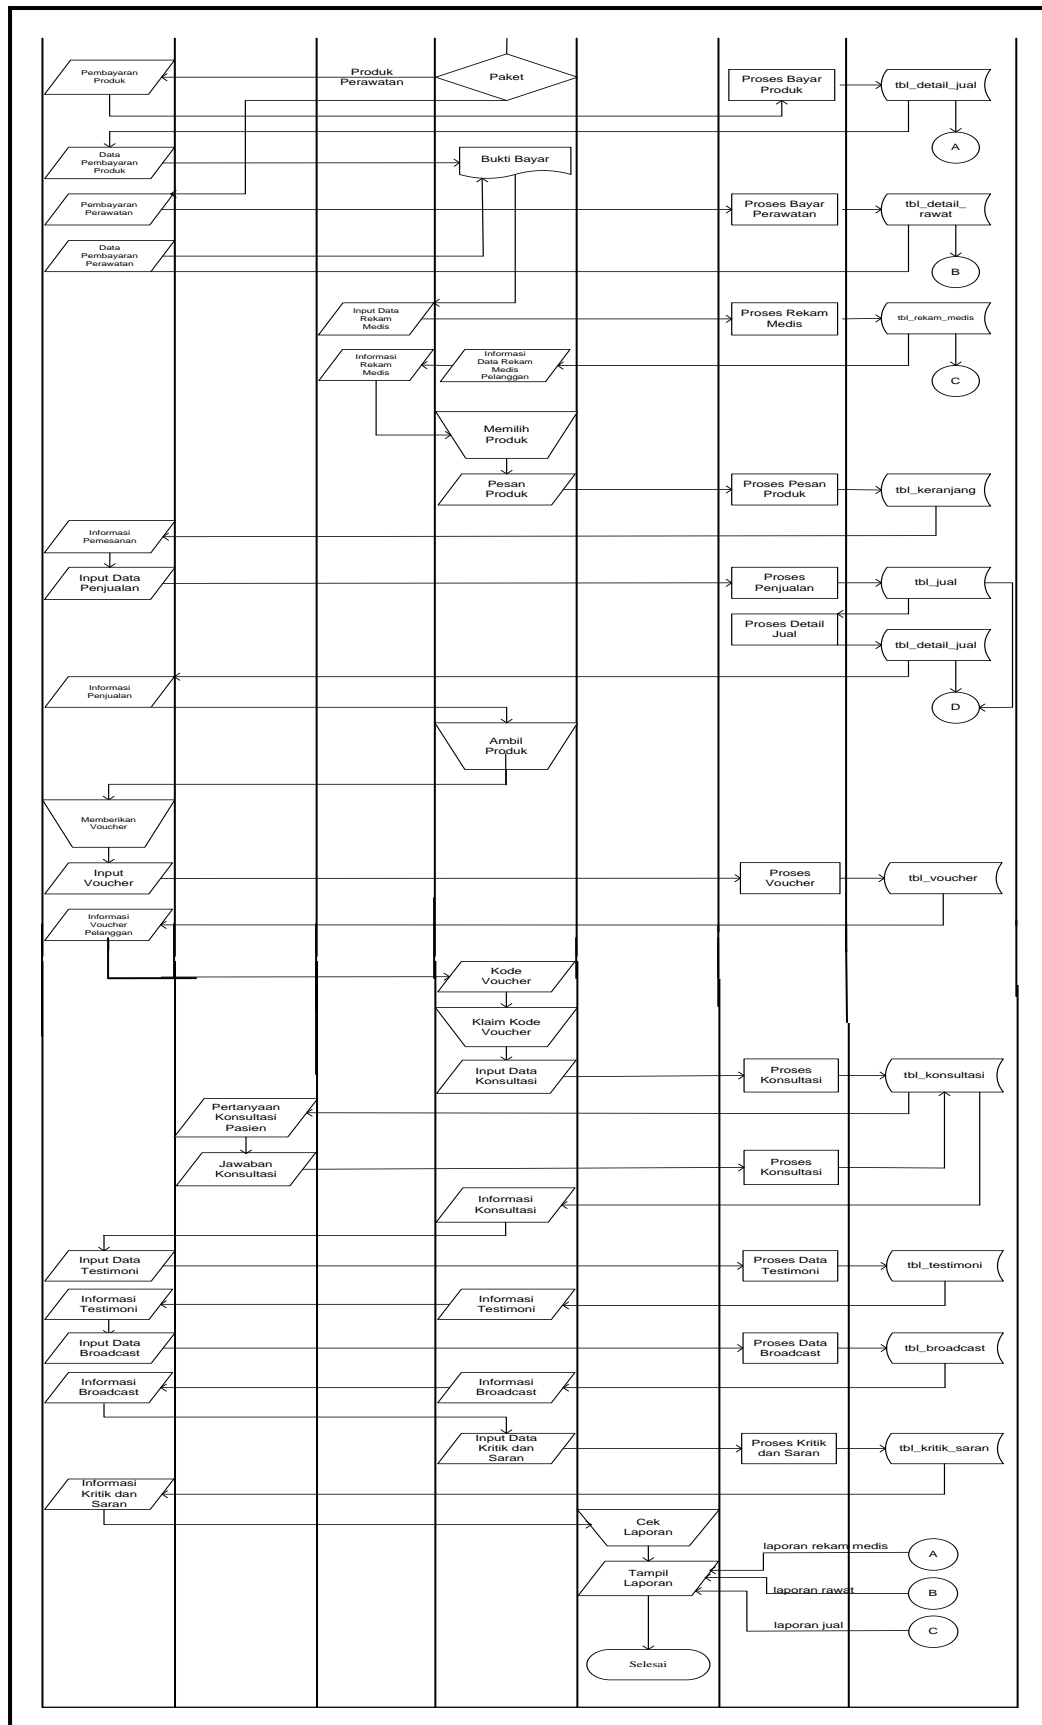 Pembayaran
Produk
Produk
Perawatan
Paket
Proses Bayar
Produk
tbl_detail_jual
A
Data
Pembayaran
Produk
Bukti Bayar
Pembayaran
Perawatan
Proses Bayar
Perawatan
tbl_detail_
rawat
Data
Pembayaran
Perawatan
B
Input Data
Rekam
Medis
Proses Rekam
Medis
tbl_rekam_medis
Informasi
Rekam
Medis
Informasi
Data Rekam
Medis
Pelanggan
C
Memilih
Produk
Pesan
Produk
Proses Pesan
Produk
tbl_keranjang
Informasi
Pemesanan
Input Data
Penjualan
Proses
Penjualan
tbl_jual
Proses Detail
Jual
tbl_detail_jual
Informasi
Penjualan
D
Ambil
Produk
Memberikan
Voucher
Input
Voucher
Proses
Voucher
tbl_voucher
Informasi
Voucher
Pelanggan
Kode
Voucher
Klaim Kode
Voucher
Input Data
Konsultasi
Proses
Konsultasi
tbl_konsultasi
Pertanyaan
Konsultasi
Pasien
Jawaban
Konsultasi
Proses
Konsultasi
Informasi
Konsultasi
Input Data
Testimoni
Proses Data
Testimoni
tbl_testimoni
Informasi
Testimoni
Informasi
Testimoni
Input Data
Broadcast
Proses Data
Broadcast
tbl_broadcast
Informasi
Broadcast
Informasi
Broadcast
Input Data
Kritik dan
Saran
Proses Kritik
dan Saran
tbl_kritik_saran
Informasi
Kritik dan
Saran
Cek
Laporan
laporan rekam medis
A
Tampil
Laporan
laporan rawat
B
laporan jual
C
Selesai